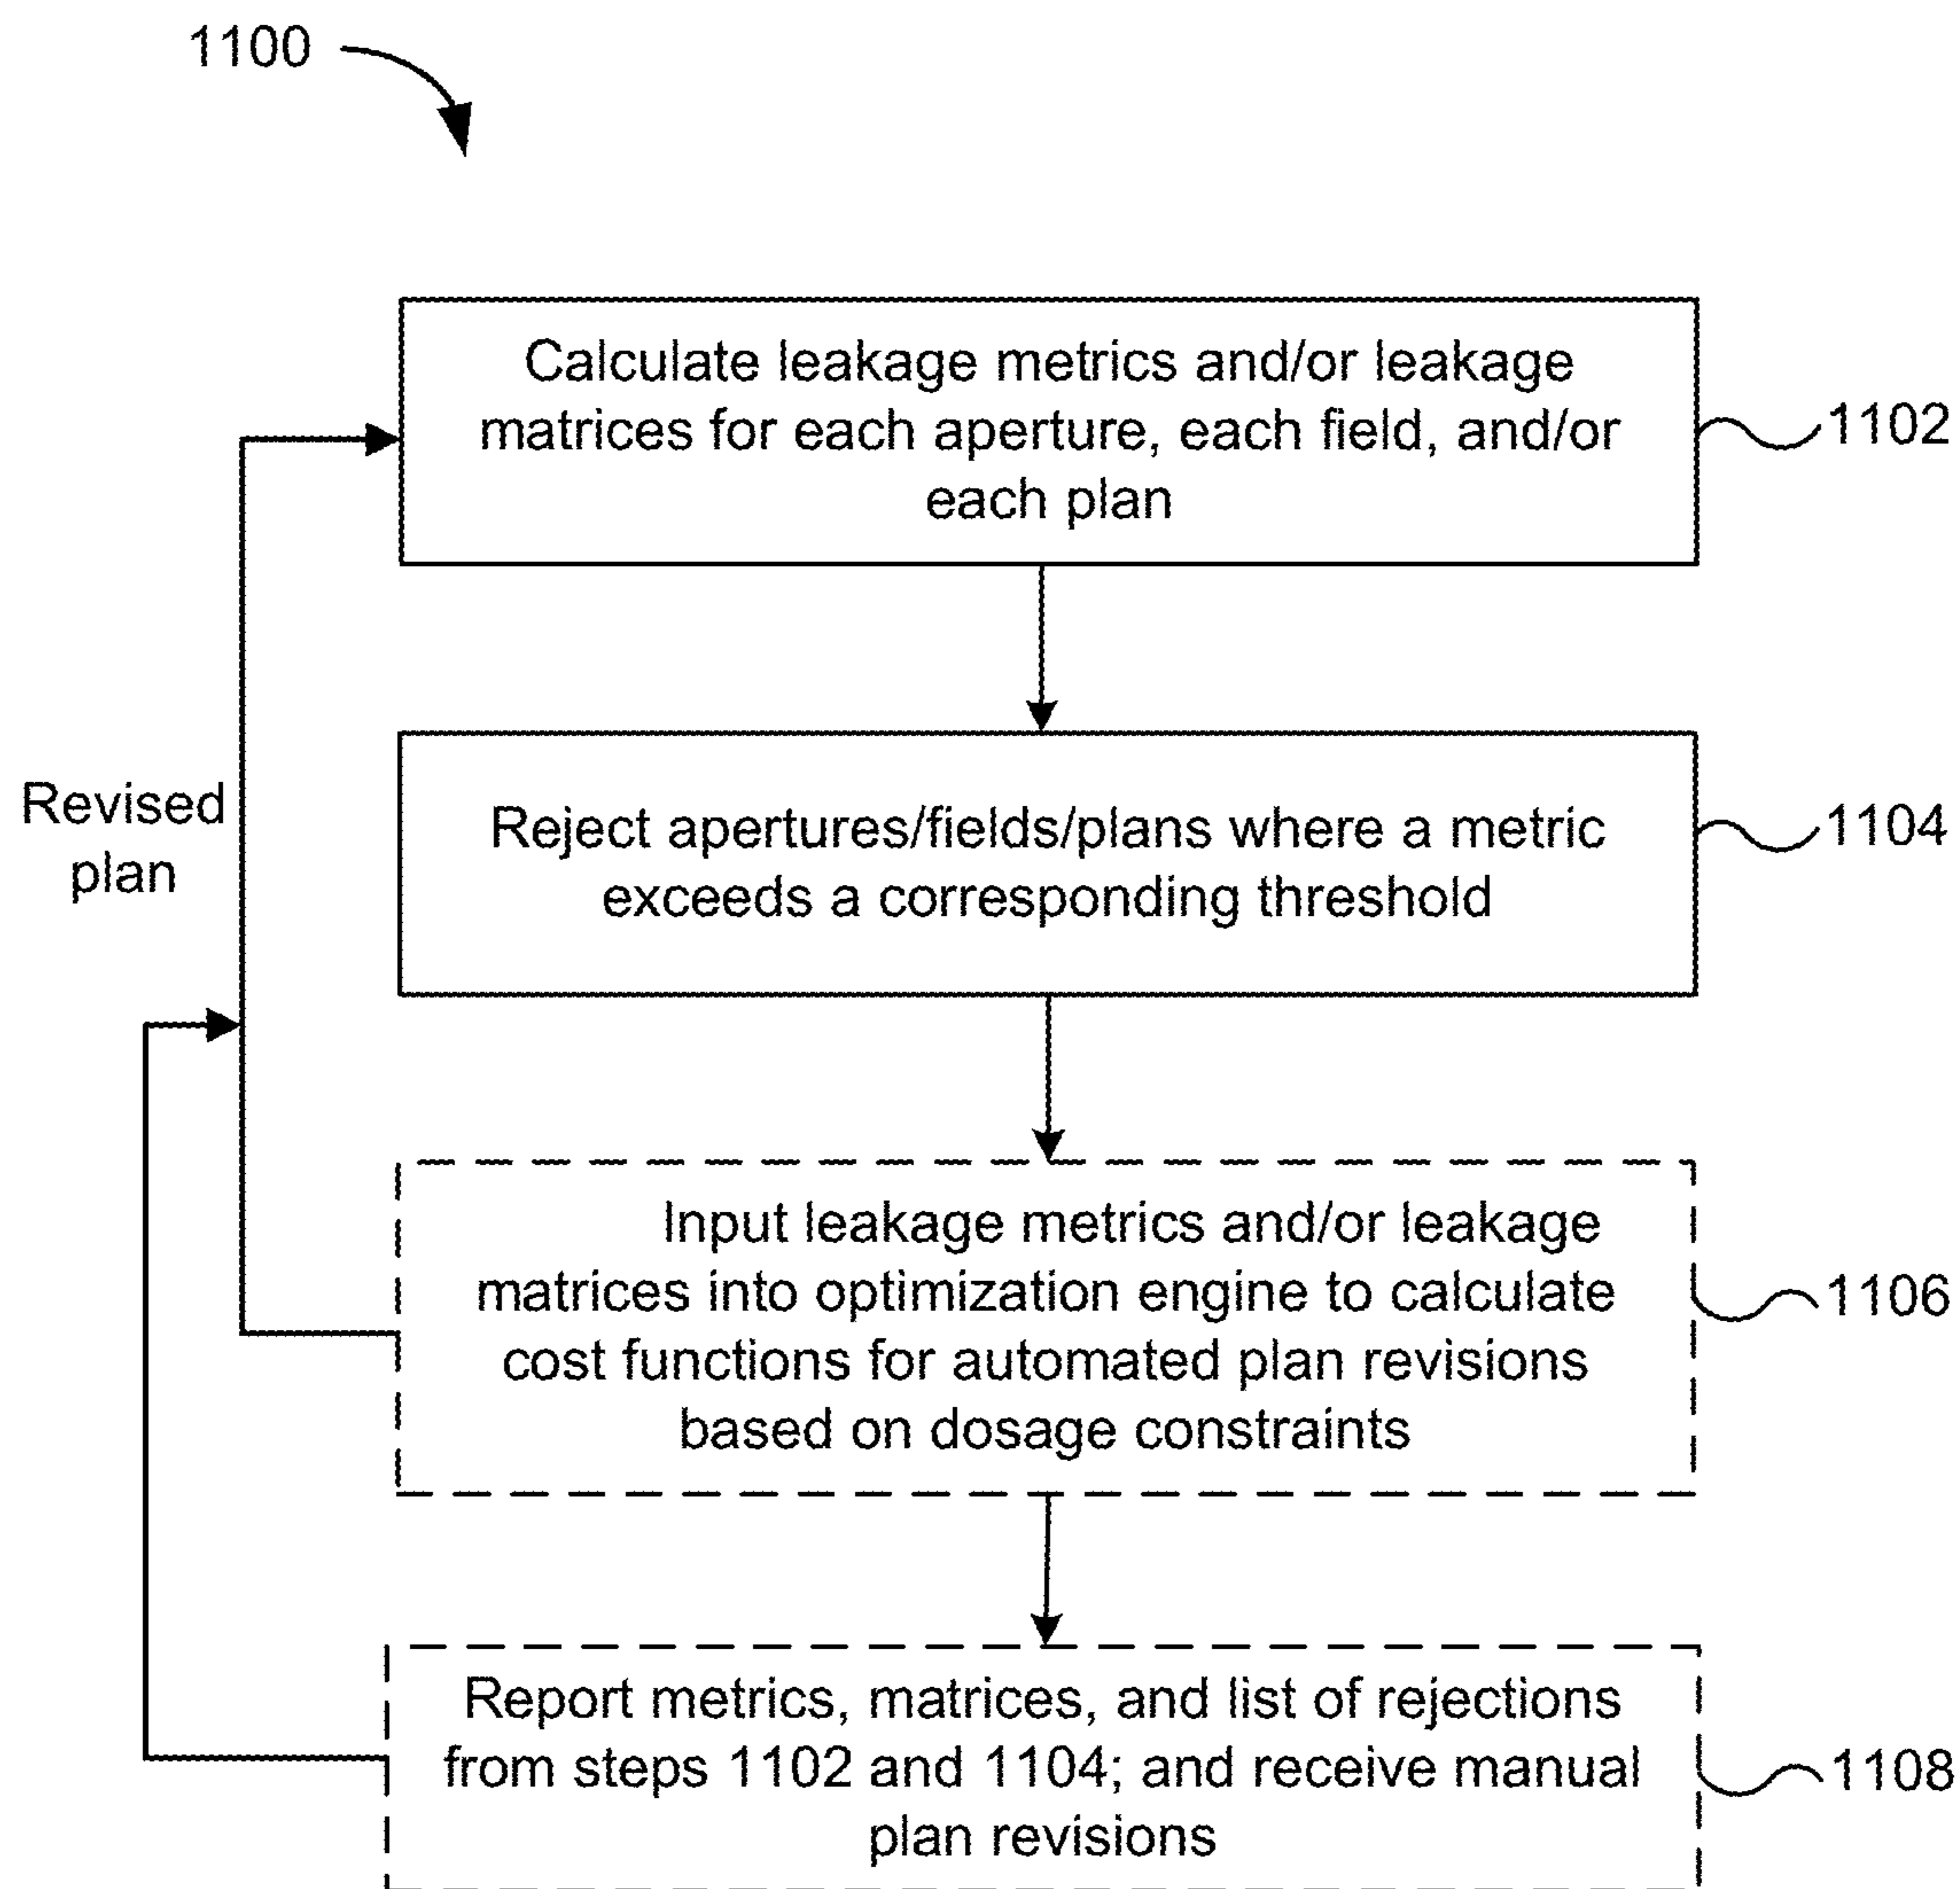 1100
Calculate leakage metrics and/or leakage
matrices for each aperture, each field, and/or
each plan
1102
Revised
plan
Reject apertures/fields/plans where a metric
exceeds a corresponding threshold
1104
Input leakage metrics and/or leakage
matrices into optimization engine to calculate
cost functions for automated plan revisions
based on dosage constraints
1106
Report metrics, matrices, and list of rejections
from steps 1102 and 1104; and receive manual
plan revisions
1108